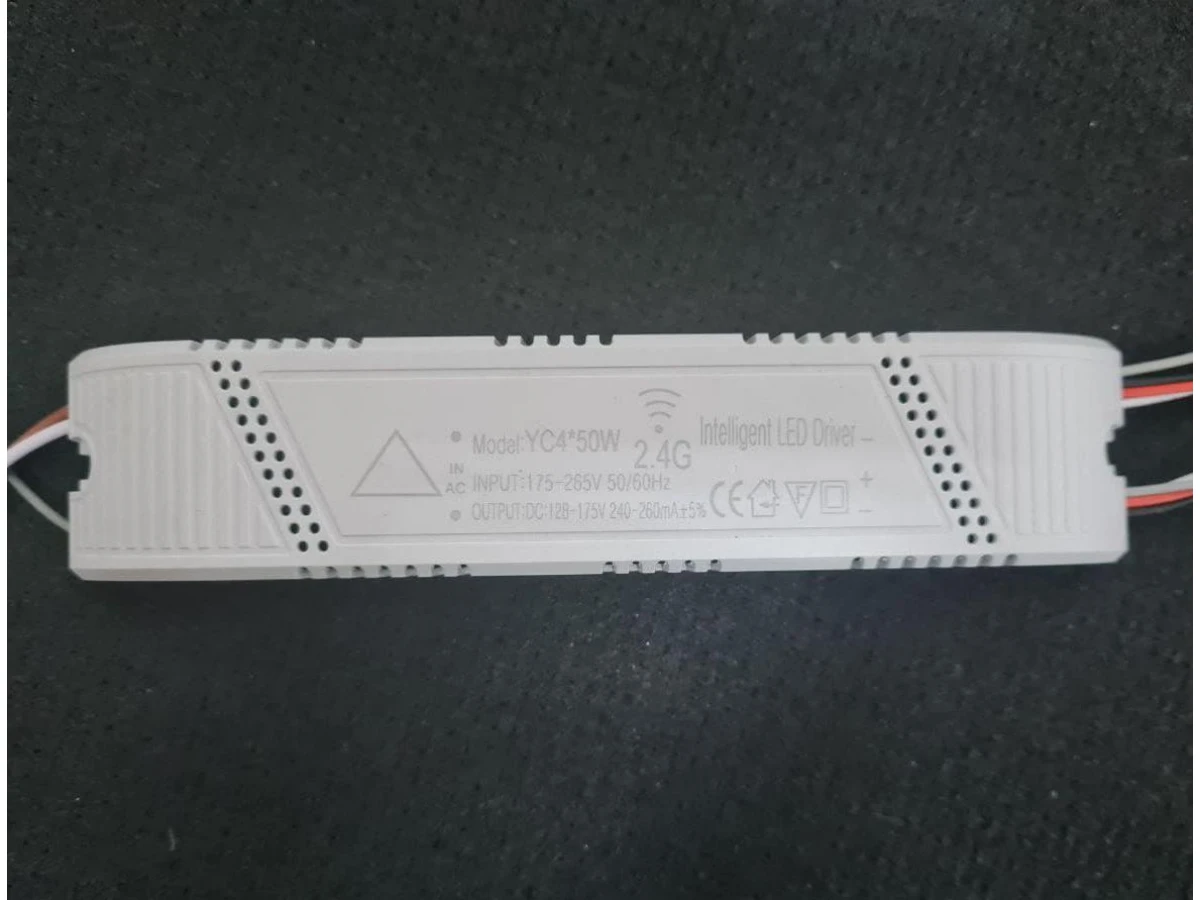 Model:YC4*50W
2.4G
Intelligent LED Driver
IN
AC
INPUT:175-265V 50/60Hz
OUTPUT:DC:128-175V 240-260mA±5%
CE
F
−
+
−